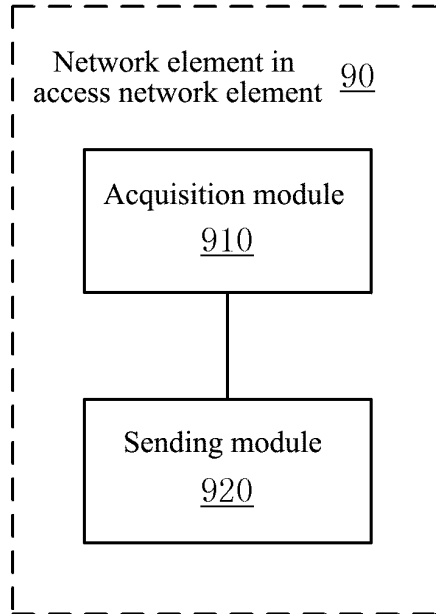 Network element in
access network element 90
Acquisition module
910
Sending module
920